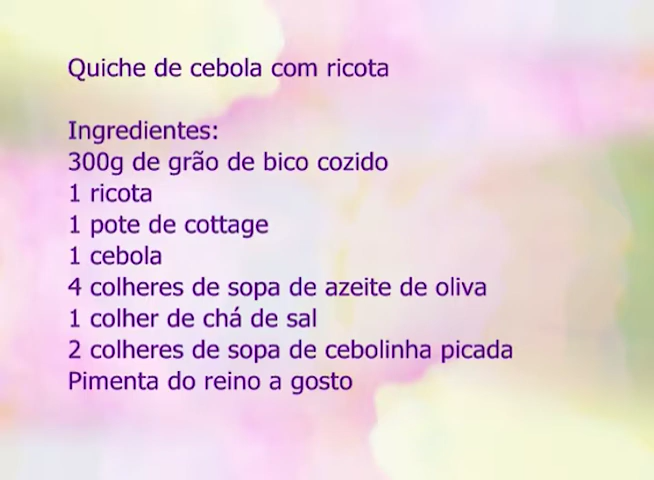 Quiche de cebola com ricota
Ingredientes:
300g de grão de bico cozido
1 ricota
1 pote de cottage
1 cebola
4 colheres de sopa de azeite de oliva
1 colher de chá de sal
2 colheres de sopa de cebolinha picada
Pimenta do reino a gosto